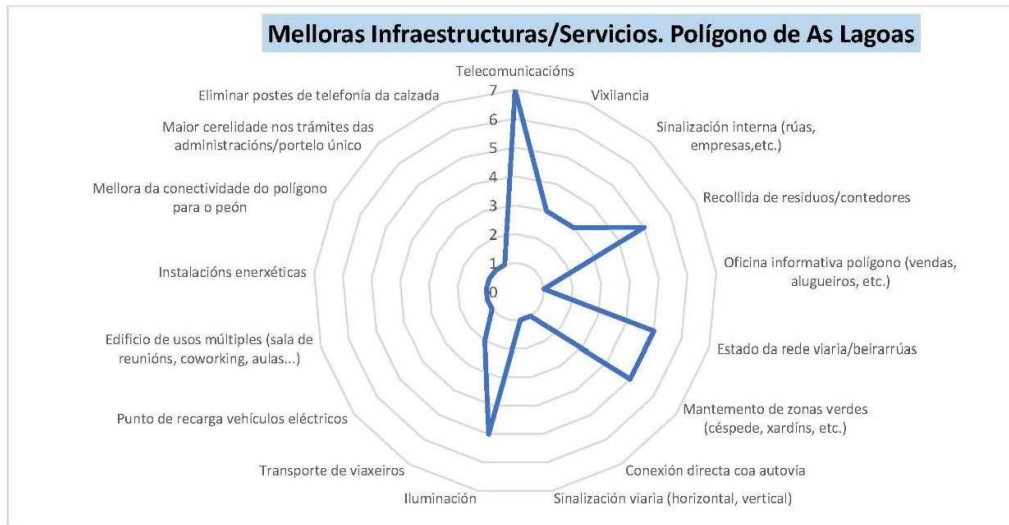 Melloras Infraestructuras/Servicios. Polígono de As Lagoas
Telecomunicacións
Vixilancia
Sinalización interna (rúas,
empresas,etc.)
Recollida de residuos/contedores
Oficina informativa polígono (vendas,
alugueiros, etc.)
Estado da rede viaria/beirarrúas
Mantemento de zonas verdes
(céspede, xardíns, etc.)
Conexión directa coa autovía
Sinalización viaria (horizontal, vertical)
Iluminación
Transporte de viaxeiros
Punto de recarga vehículos eléctricos
Edificio de usos múltiples (sala de
reunións, coworking, aulas...)
Instalacións enerxéticas
Mellora da conectividade do polígono
para o peón
Maior cerelidade nos trámites das
administracións/portelo único
Eliminar postes de telefonía da calzada
7
6
5
4
3
2
1
0